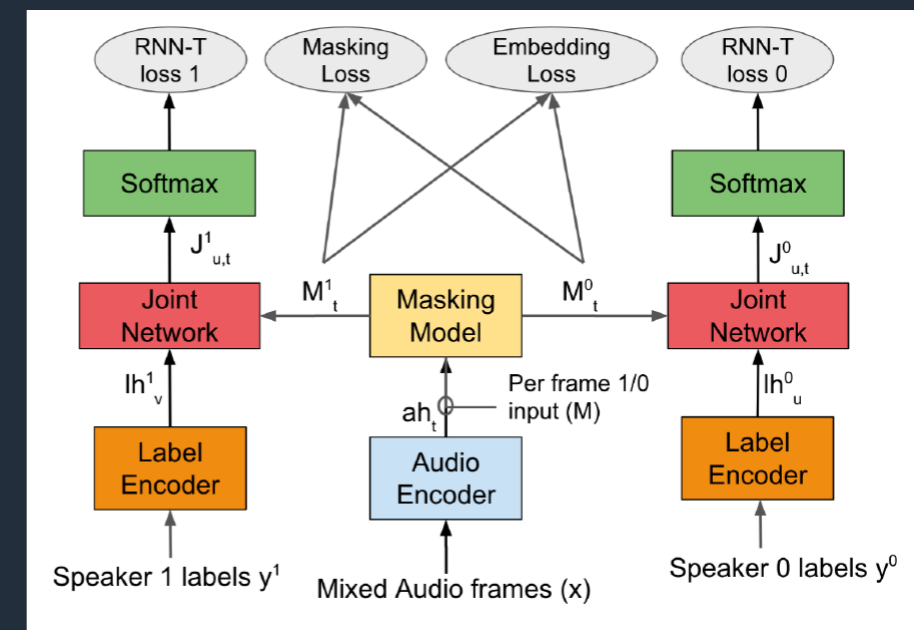 RNN-T
loss 1
Masking
Loss
Embedding
Loss
RNN-T
loss 0
Softmax
Softmax
J¹u,t
J⁰u,t
Joint
Network
M¹t
Masking
Model
M⁰t
Joint
Network
lh¹v
aht
Per frame 1/0
input (M)
lh⁰u
Label
Encoder
Audio
Encoder
Label
Encoder
Speaker 1 labels y¹
Mixed Audio frames (x)
Speaker 0 labels y⁰